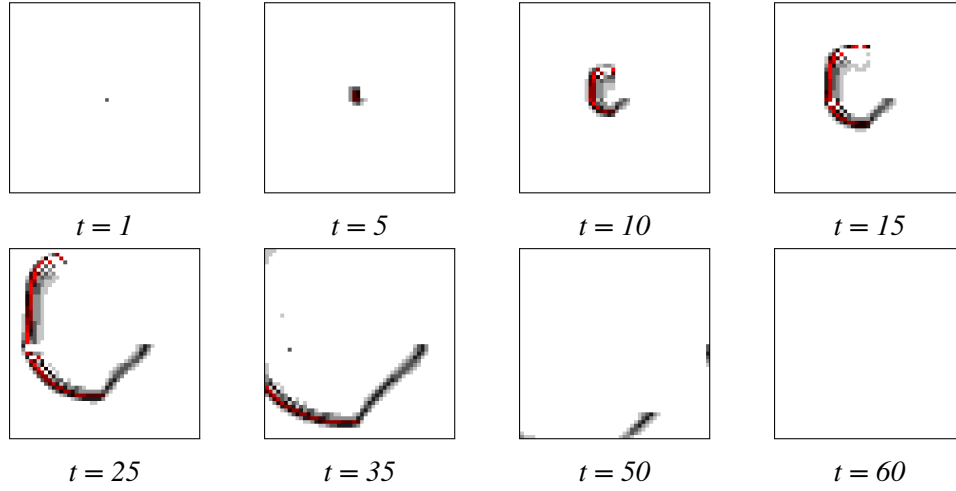 t = 1 t = 5 t = 10 t = 15
t = 25 t = 35 t = 50 t = 60